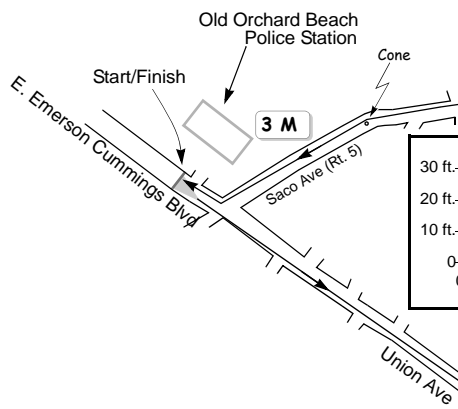 Old Orchard Beach
Police Station
Cone
Start/Finish
3 M
E. Emerson Cummings Blvd
Saco Ave (Rt. 5)
30 ft.
20 ft.
10 ft.
0
Union Ave